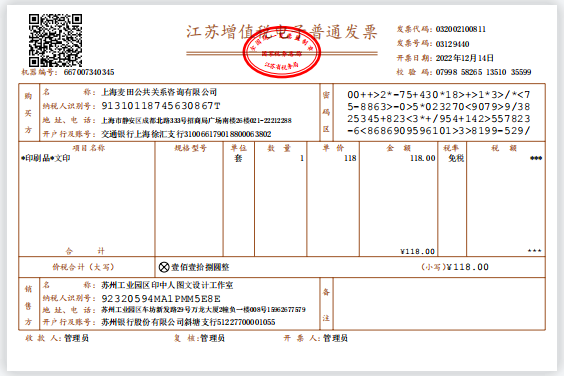 江苏增值税电子普通发票
全国统一发票监制章
国家税务总局
江苏省税务局
发票代码: 032002100811
发票号码: 03129440
开票日期: 2022年12月14日
校 验 码: 07998 58265 13510 35599
机器编号: 667007340345
购买方
名 称: 上海麦田公共关系咨询有限公司
纳税人识别号: 91310118745630867T
地 址、电 话: 上海市静安区成都北路333号招商局广场南楼26楼021-22212288
开户行及账号: 交通银行上海徐汇支行310066179018800063802
密码区
00++>2*-75+430*18>+>1*3>/*<7
5-8863>-0>5*023270<9079>9/38
25345+823<3*+/954+142>557823
-6<8686909596101>3>8199-529/
项目名称 规格型号 单位 数 量 单 价 金 额 税率 税 额
*印刷品*文印 套 1 118 118.00 免税 ***
合 计 ¥118.00 ***
价税合计(大写) ⊗壹佰壹拾捌圆整 (小写)¥118.00
销售方
名 称: 苏州工业园区印中人图文设计工作室
纳税人识别号: 92320594MA1PMM5E8E
地 址、电 话: 苏州工业园区车坊新发路29号万龙大厦2幢负一楼008号15962677579
开户行及账号: 苏州银行股份有限公司斜塘支行51227700001055
备注
收 款 人: 管理员 复 核: 管理员 开 票 人: 管理员